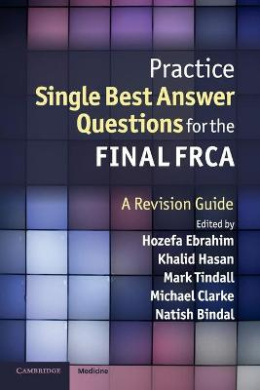 Practice
Single Best Answer
Questions for the
FINAL FRCA
A Revision Guide
Edited by
Hozefa Ebrahim
Khalid Hasan
Mark Tindall
Michael Clarke
Natish Bindal
CAMBRIDGE Medicine